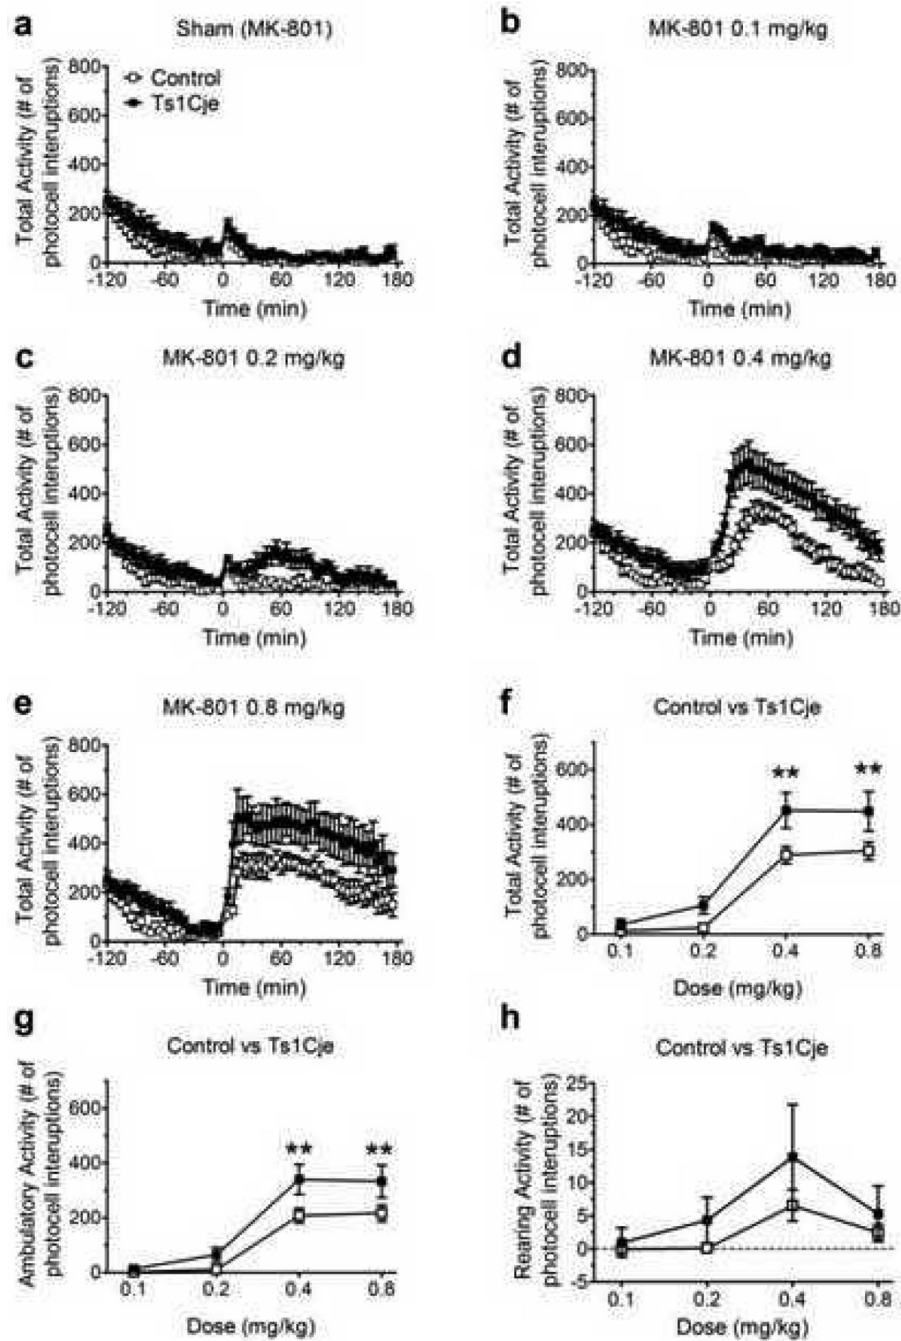 a
Sham (MK-801)
Total Activity (# of
photocell interuptions)
800
600
400
200
0
Control
Ts1Cje
-120
-60
0
60
120
180
Time (min)
b
MK-801 0.1 mg/kg
Total Activity (# of
photocell interuptions)
800
600
400
200
0
-120
-60
0
60
120
180
Time (min)
c
MK-801 0.2 mg/kg
Total Activity (# of
photocell interuptions)
800
600
400
200
0
-120
-60
0
60
120
180
Time (min)
d
MK-801 0.4 mg/kg
Total Activity (# of
photocell interuptions)
800
600
400
200
0
-120
-60
0
60
120
180
Time (min)
e
MK-801 0.8 mg/kg
Total Activity (# of
photocell interuptions)
800
600
400
200
0
-120
-60
0
60
120
180
Time (min)
f
Control vs Ts1Cje
Total Activity (# of
photocell interuptions)
600
400
200
0
** **
0.1
0.2
0.4
0.8
Dose (mg/kg)
g
Control vs Ts1Cje
Ambulatory Activity (# of
photocell interuptions)
600
400
200
0
** **
0.1
0.2
0.4
0.8
Dose (mg/kg)
h
Control vs Ts1Cje
Rearing Activity (# of
photocell interuptions)
25
20
15
10
5
0
-5
0.1
0.2
0.4
0.8
Dose (mg/kg)